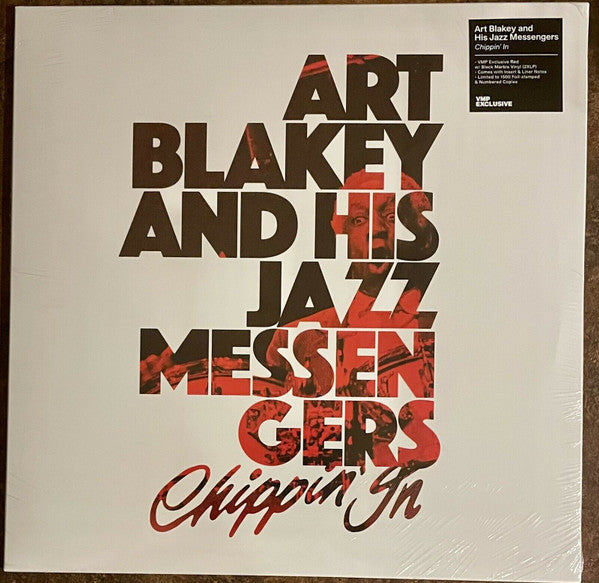 ART
BLAKEY
AND HIS
JAZZ
MESSEN
GERS
Chippin' In
Art Blakey and
His Jazz Messengers
Chippin' In
• VMP Exclusive Red
w/ Black Marble Vinyl (2XLP)
• Comes with Insert & Liner Notes
• Limited to 1500 Foil-stamped
& Numbered Copies
VMP
EXCLUSIVE